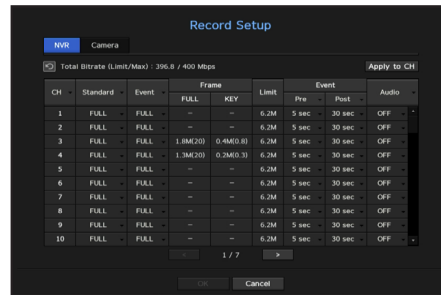 Record Setup
NVR Camera
Total Bitrate (Limit/Max) : 396.8 / 400 Mbps Apply to CH
CH Standard Event Frame Limit Event Audio
FULL KEY Pre Post
1 FULL FULL – – 6.2M 5 sec 30 sec OFF
2 FULL FULL – – 6.2M 5 sec 30 sec OFF
3 FULL FULL 1.8M(20) 0.4M(0.8) 6.2M 5 sec 30 sec OFF
4 FULL FULL 1.3M(20) 0.2M(0.3) 6.2M 5 sec 30 sec OFF
5 FULL FULL – – 6.2M 5 sec 30 sec OFF
6 FULL FULL – – 6.2M 5 sec 30 sec OFF
7 FULL FULL – – 6.2M 5 sec 30 sec OFF
8 FULL FULL – – 6.2M 5 sec 30 sec OFF
9 FULL FULL – – 6.2M 5 sec 30 sec OFF
10 FULL FULL – – 6.2M 5 sec 30 sec OFF
< 1 / 7 >
OK Cancel